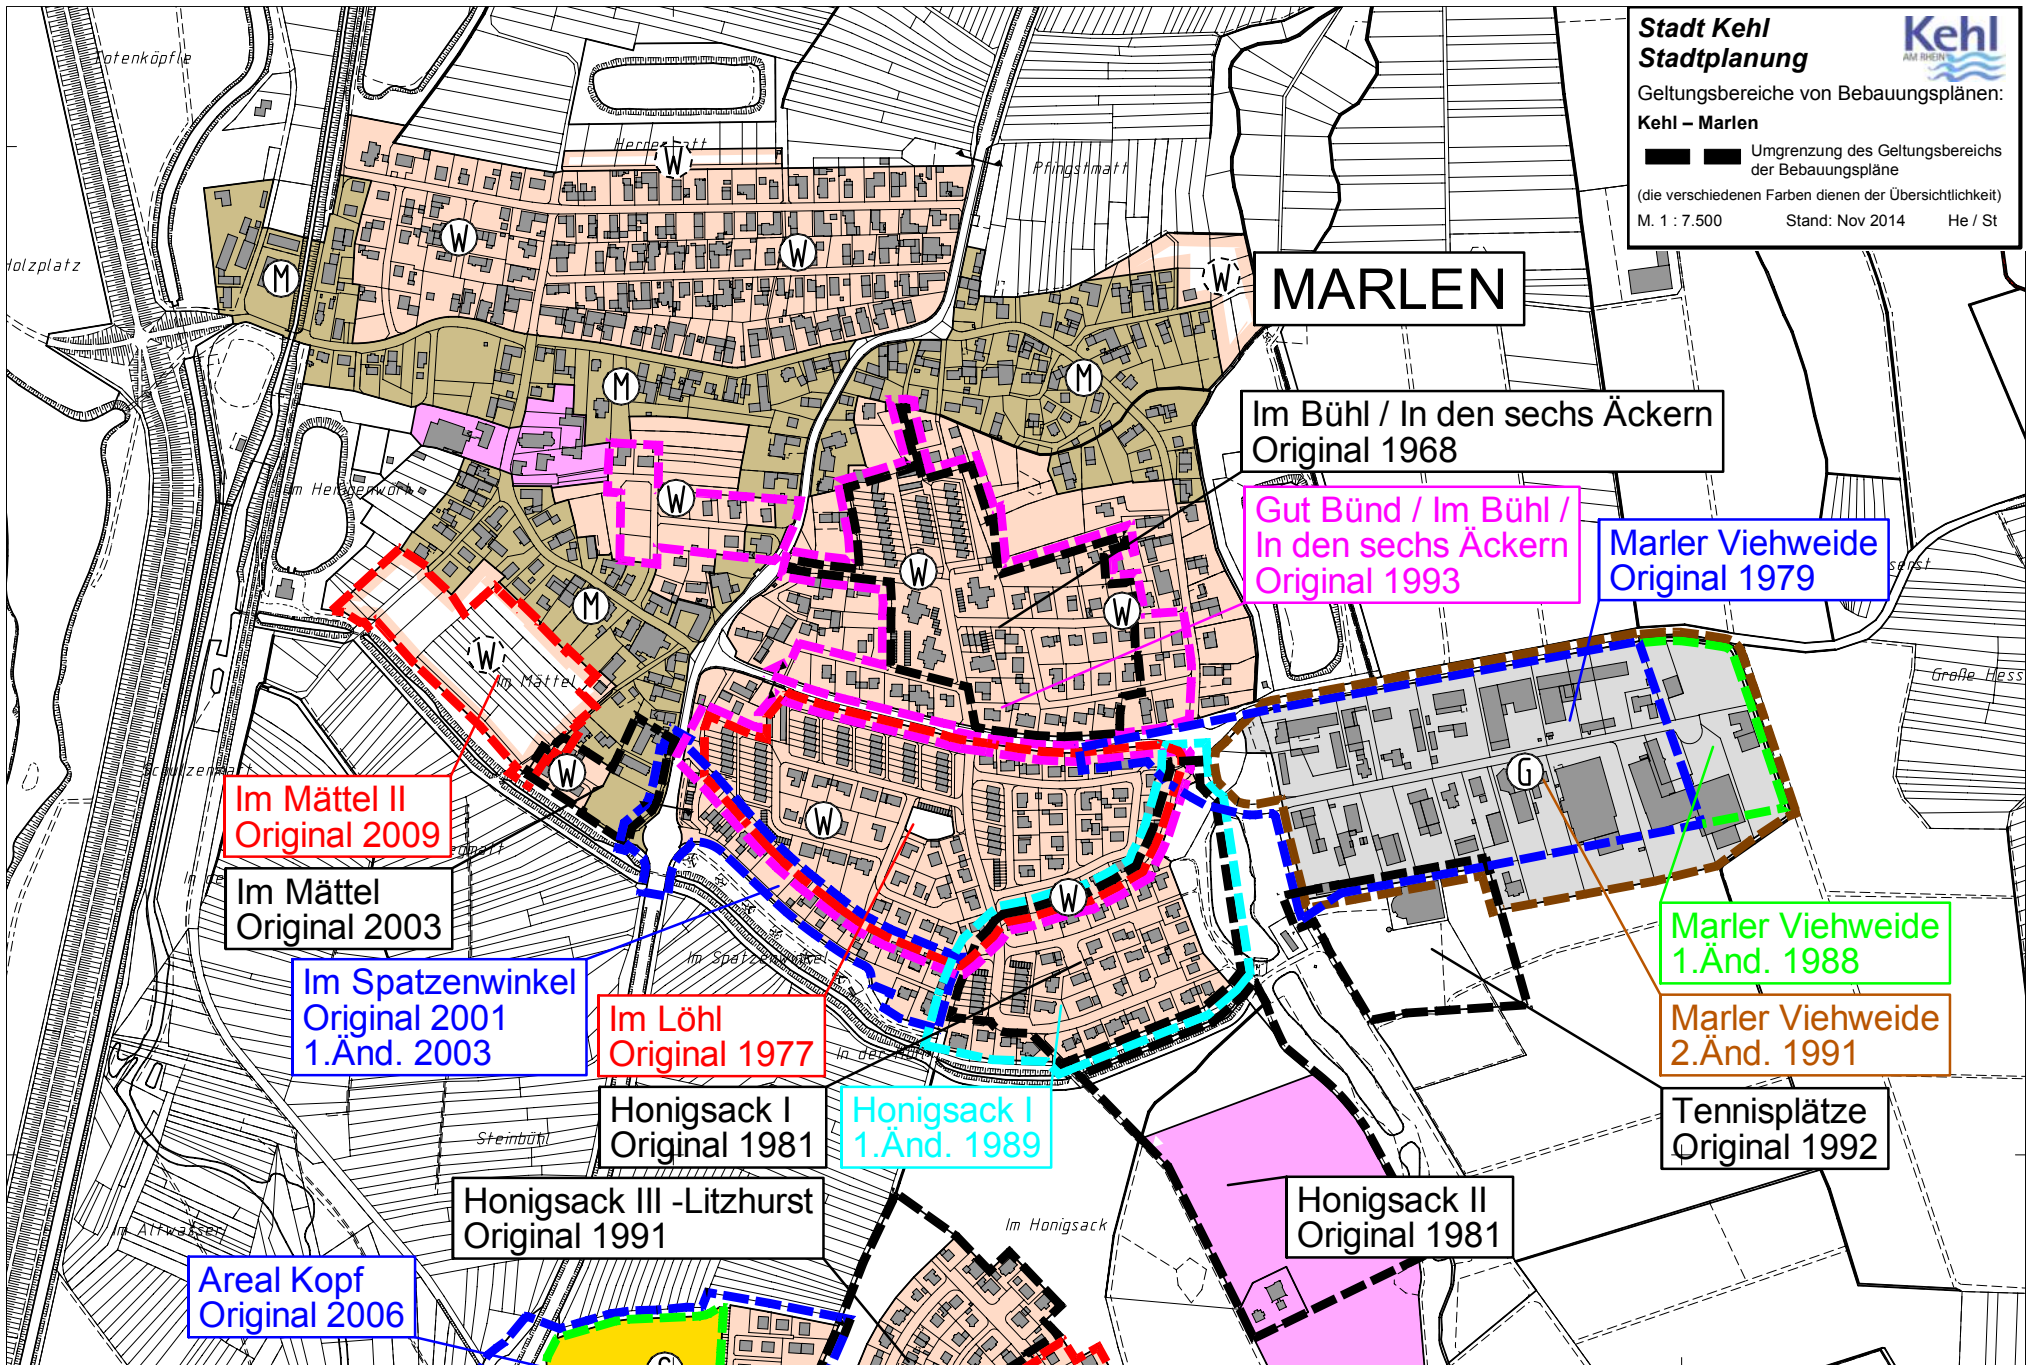 Stadt Kehl
Stadtplanung
Kehl
AM RHEIN
Geltungsbereiche von Bebauungsplänen:
Kehl – Marlen
Umgrenzung des Geltungsbereichs
der Bebauungspläne
(die verschiedenen Farben dienen der Übersichtlichkeit)
M. 1 : 7.500 Stand: Nov 2014 He / St
Totenköpfle
Herrenmatt
W
Pfingstmatt
W
W
Holzplatz
M
W
MARLEN
M
M
Im Bühl / In den sechs Äckern
Original 1968
Im Heiligenwört
W
Gut Bünd / Im Bühl /
In den sechs Äckern
Original 1993
Marler Viehweide
Original 1979
W
M
W
W
Im Mättel
Große Hess
W
G
W
Im Mättel II
Original 2009
Im Mättel
Original 2003
W
Marler Viehweide
1.Änd. 1988
Im Spatzenwinkel
Im Spatzenwinkel
Original 2001
1.Änd. 2003
Im Löhl
Original 1977
In der
Marler Viehweide
2.Änd. 1991
Honigsack I
Original 1981
Honigsack I
1.Änd. 1989
Tennisplätze
Original 1992
Steinbühl
Honigsack III -Litzhurst
Original 1991
Im Honigsack
Honigsack II
Original 1981
Im Altwasser
Areal Kopf
Original 2006